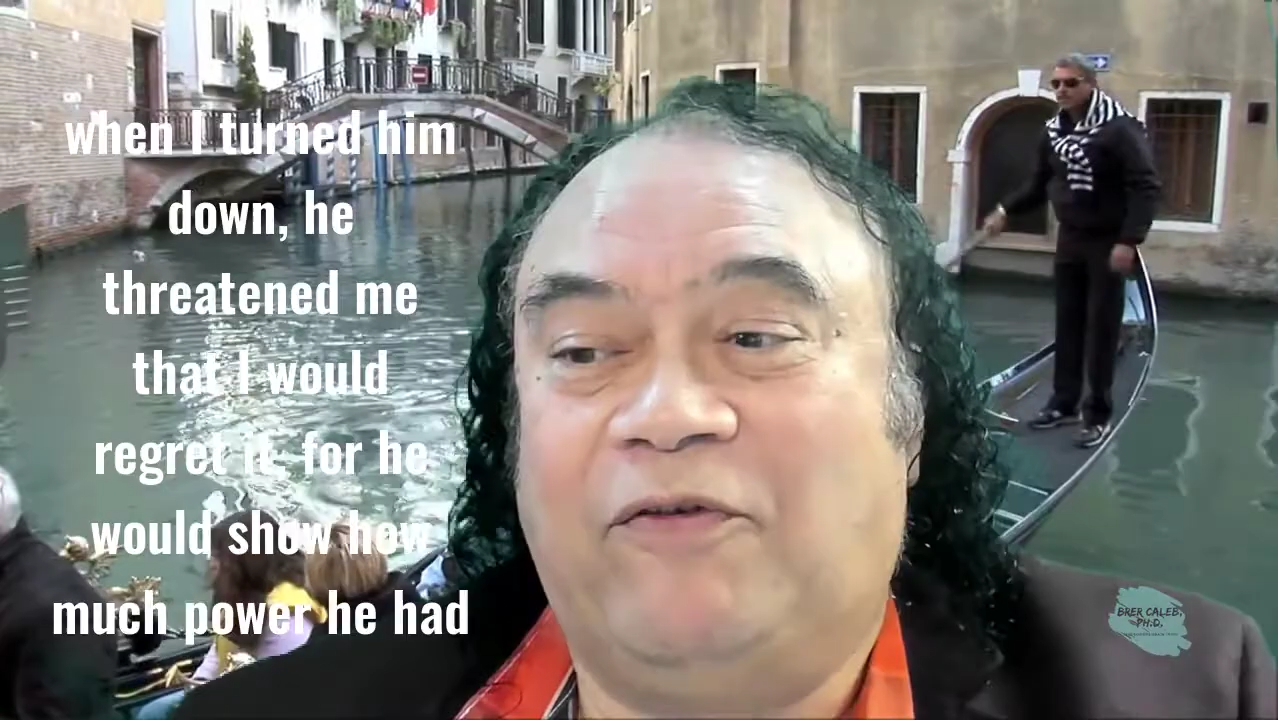 when I turned him
down, he
threatened me
that I would
regret it, for he
would show how
much power he had
BRER CALEB,
PH.D.